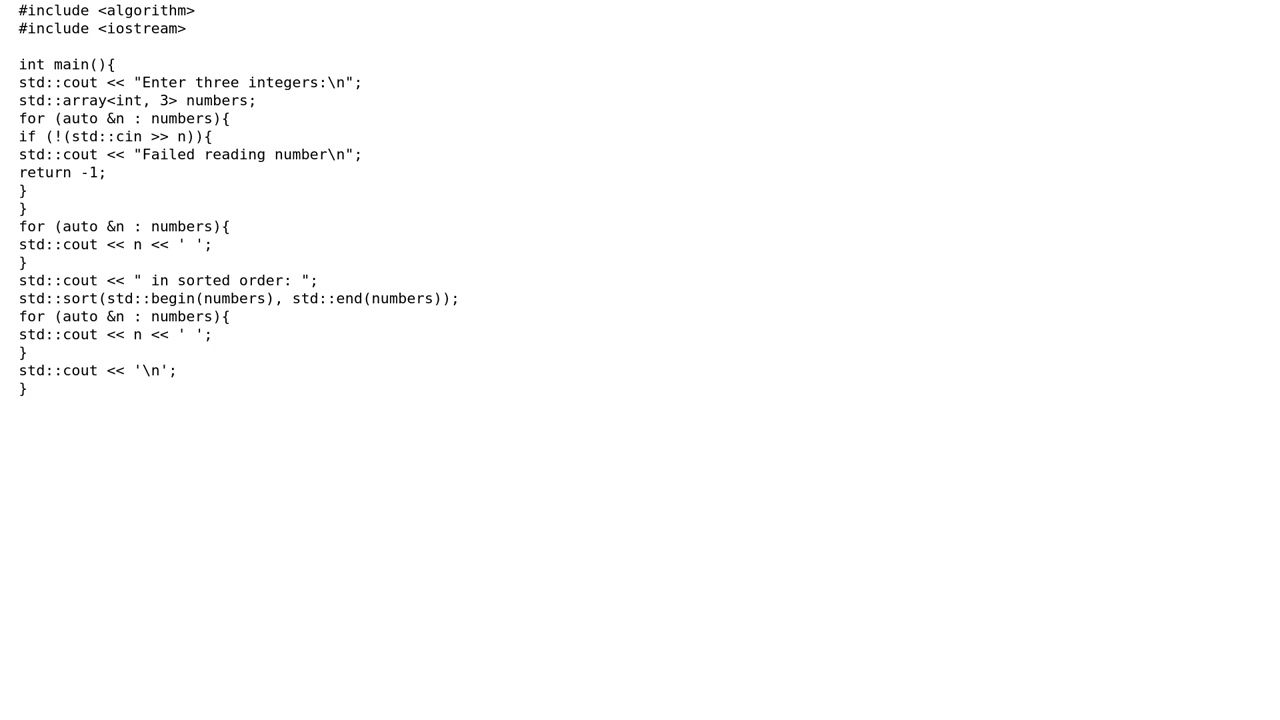 #include <algorithm>
#include <iostream>
int main(){
std::cout << "Enter three integers:\n";
std::array<int, 3> numbers;
for (auto &n : numbers){
if (!(std::cin >> n)){
std::cout << "Failed reading number\n";
return -1;
}
}
for (auto &n : numbers){
std::cout << n << ' ';
}
std::cout << " in sorted order: ";
std::sort(std::begin(numbers), std::end(numbers));
for (auto &n : numbers){
std::cout << n << ' ';
}
std::cout << '\n';
}